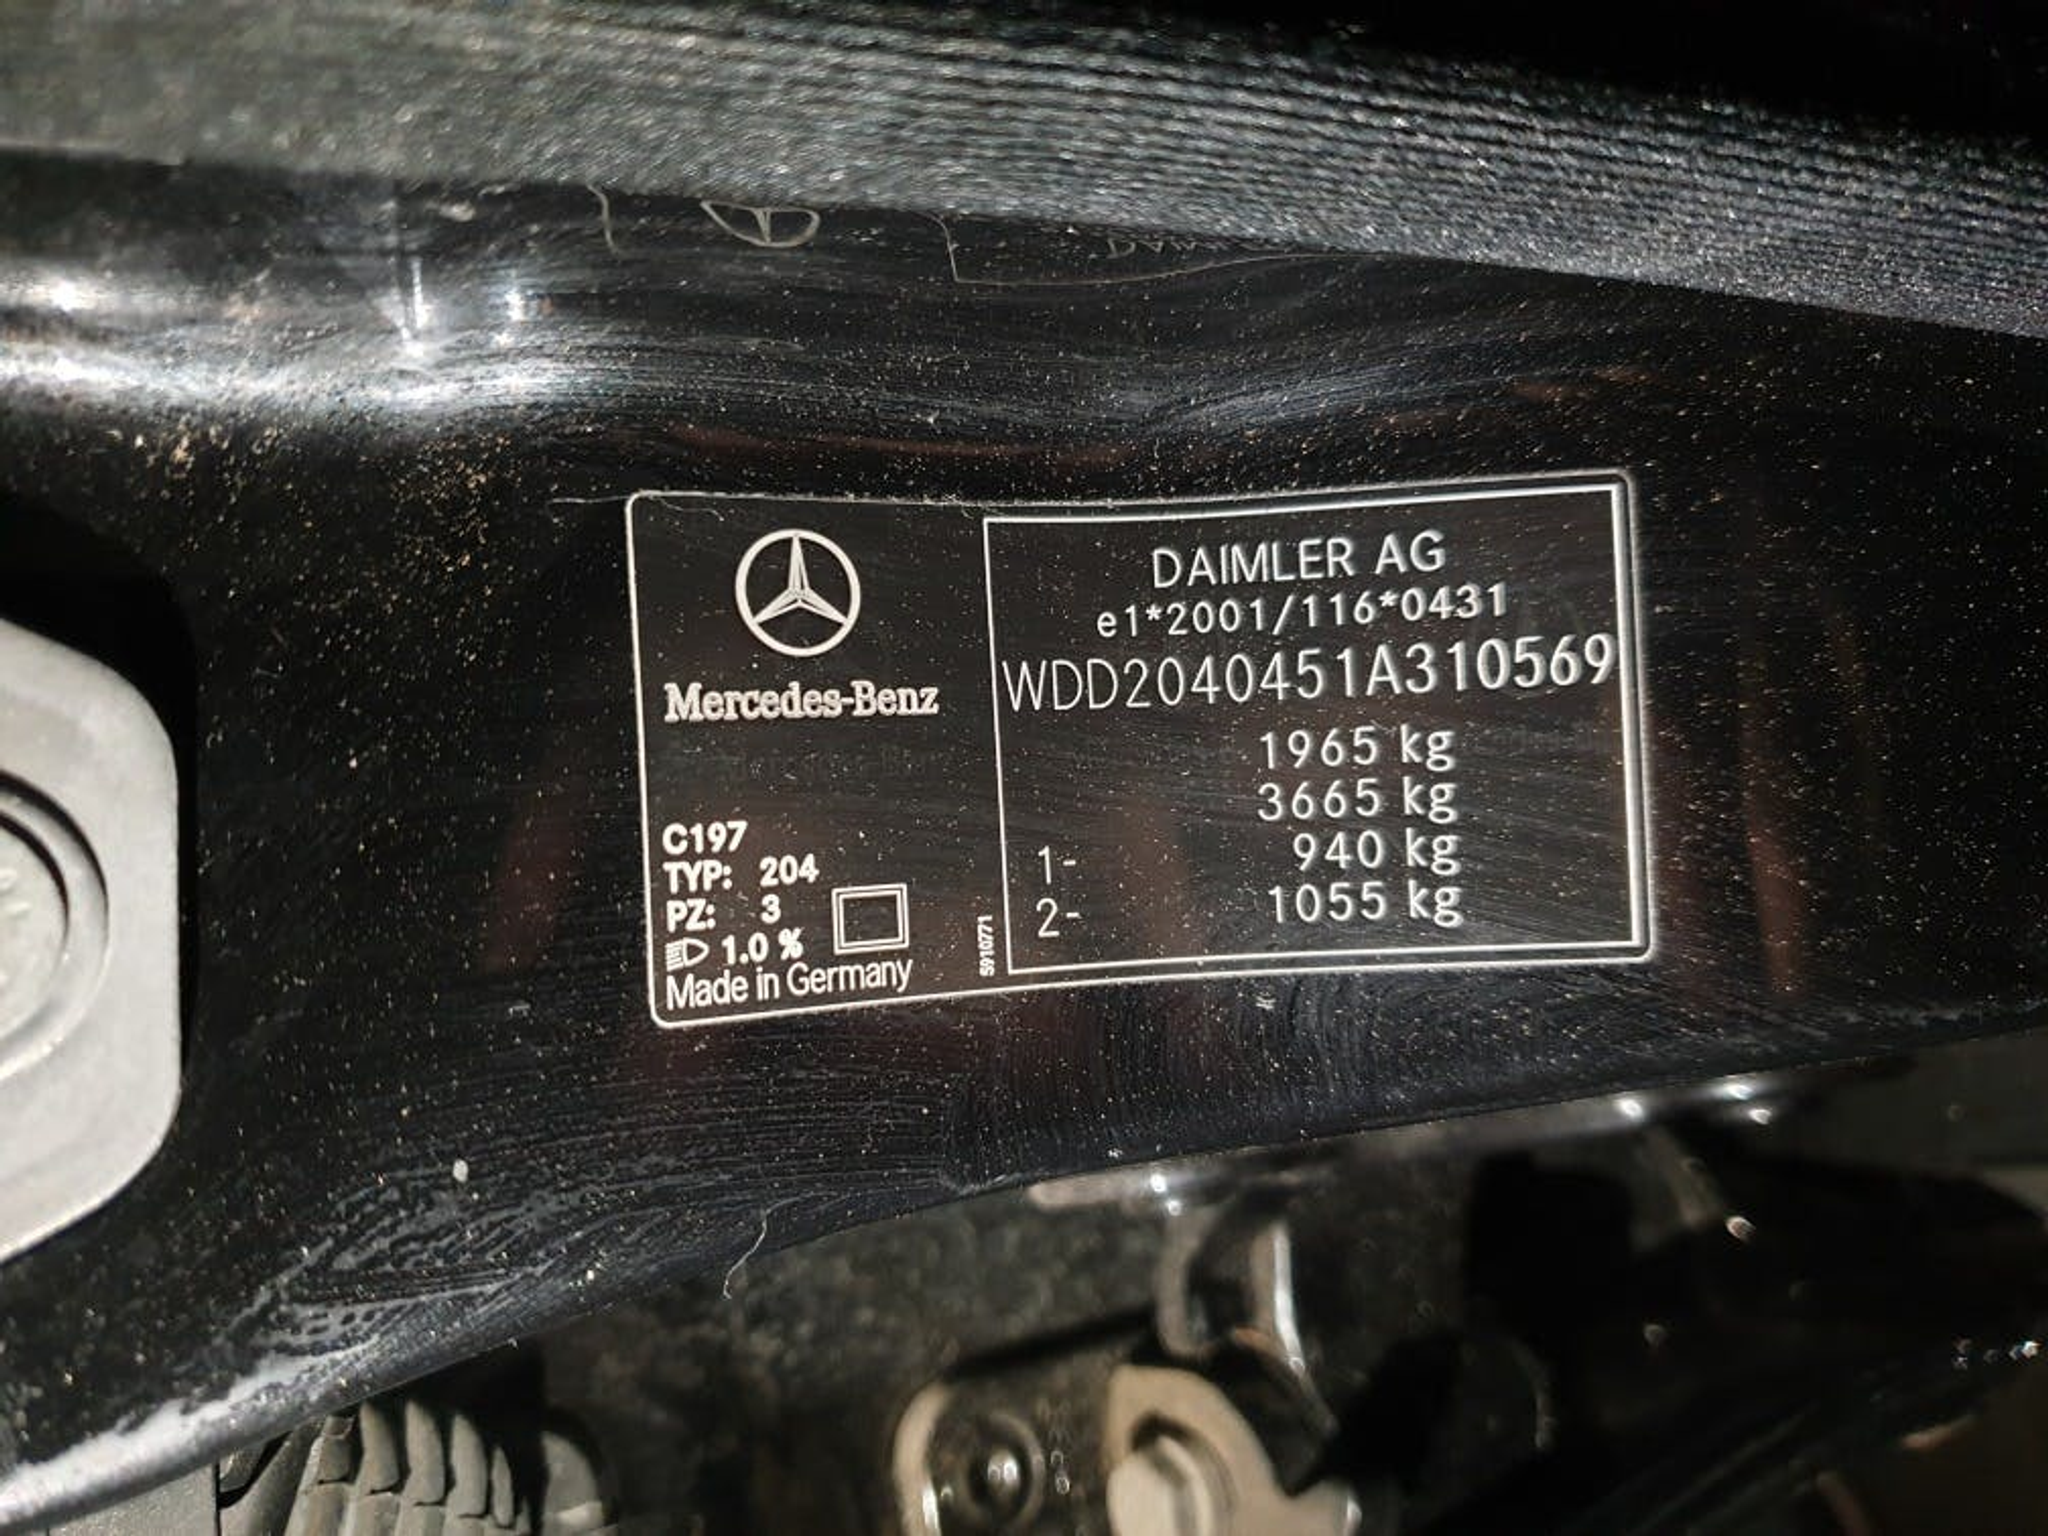 Mercedes-Benz
C197
TYP: 204
PZ: 3
1.0 %
Made in Germany
5910771
DAIMLER AG
e1*2001/116*0431
WDD2040451A310569
1965 kg
3665 kg
1- 940 kg
2- 1055 kg